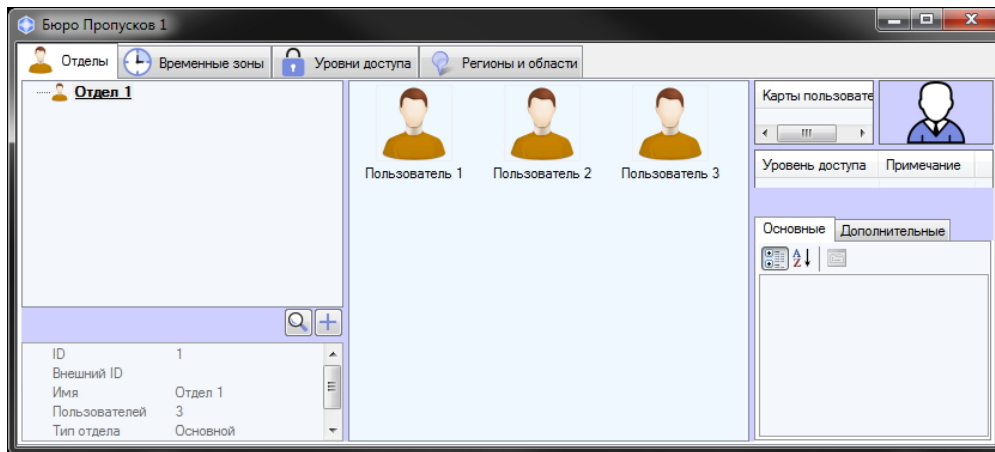 Бюро Пропусков 1
Отделы Временные зоны Уровни доступа Регионы и области
Отдел 1
Пользователь 1 Пользователь 2 Пользователь 3
Карты пользовате
Уровень доступа Примечание
Основные Дополнительные
ID 1
Внешний ID
Имя Отдел 1
Пользователей 3
Тип отдела Основной